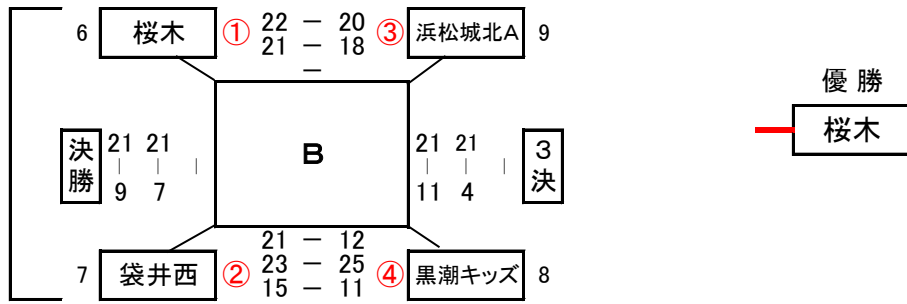 6 桜木 ① 22 － 20 ③ 浜松城北A 9
21 － 18
－
優勝
桜木
決勝 21 21 B 21 21 3決
| | | | | |
9 7 11 4
21 － 12
7 袋井西 ② 23 － 25 ④ 黒潮キッズ 8
15 － 11